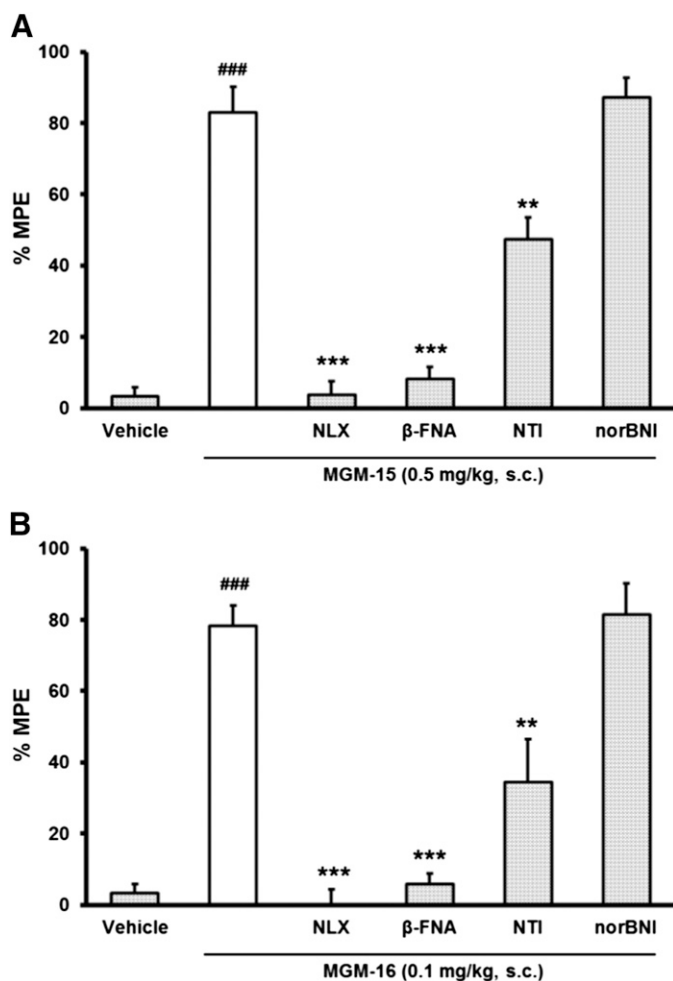 A
100
80
60
40
20
0
% MPE
###
***
***
**
Vehicle NLX β-FNA NTI norBNI
MGM-15 (0.5 mg/kg, s.c.)
B
100
80
60
40
20
0
% MPE
###
***
***
**
Vehicle NLX β-FNA NTI norBNI
MGM-16 (0.1 mg/kg, s.c.)